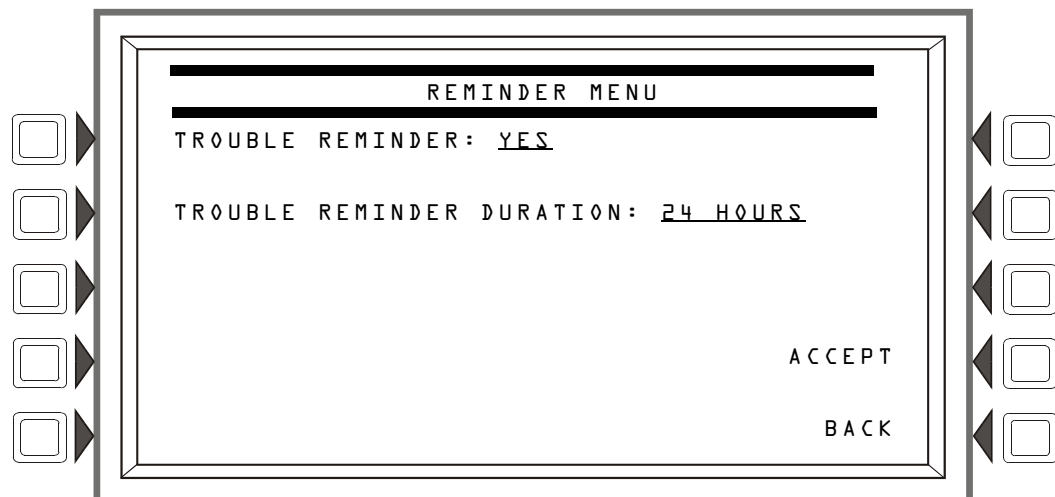 REMINDER MENU
TROUBLE REMINDER: YES
TROUBLE REMINDER DURATION: 24 HOURS
ACCEPT
BACK